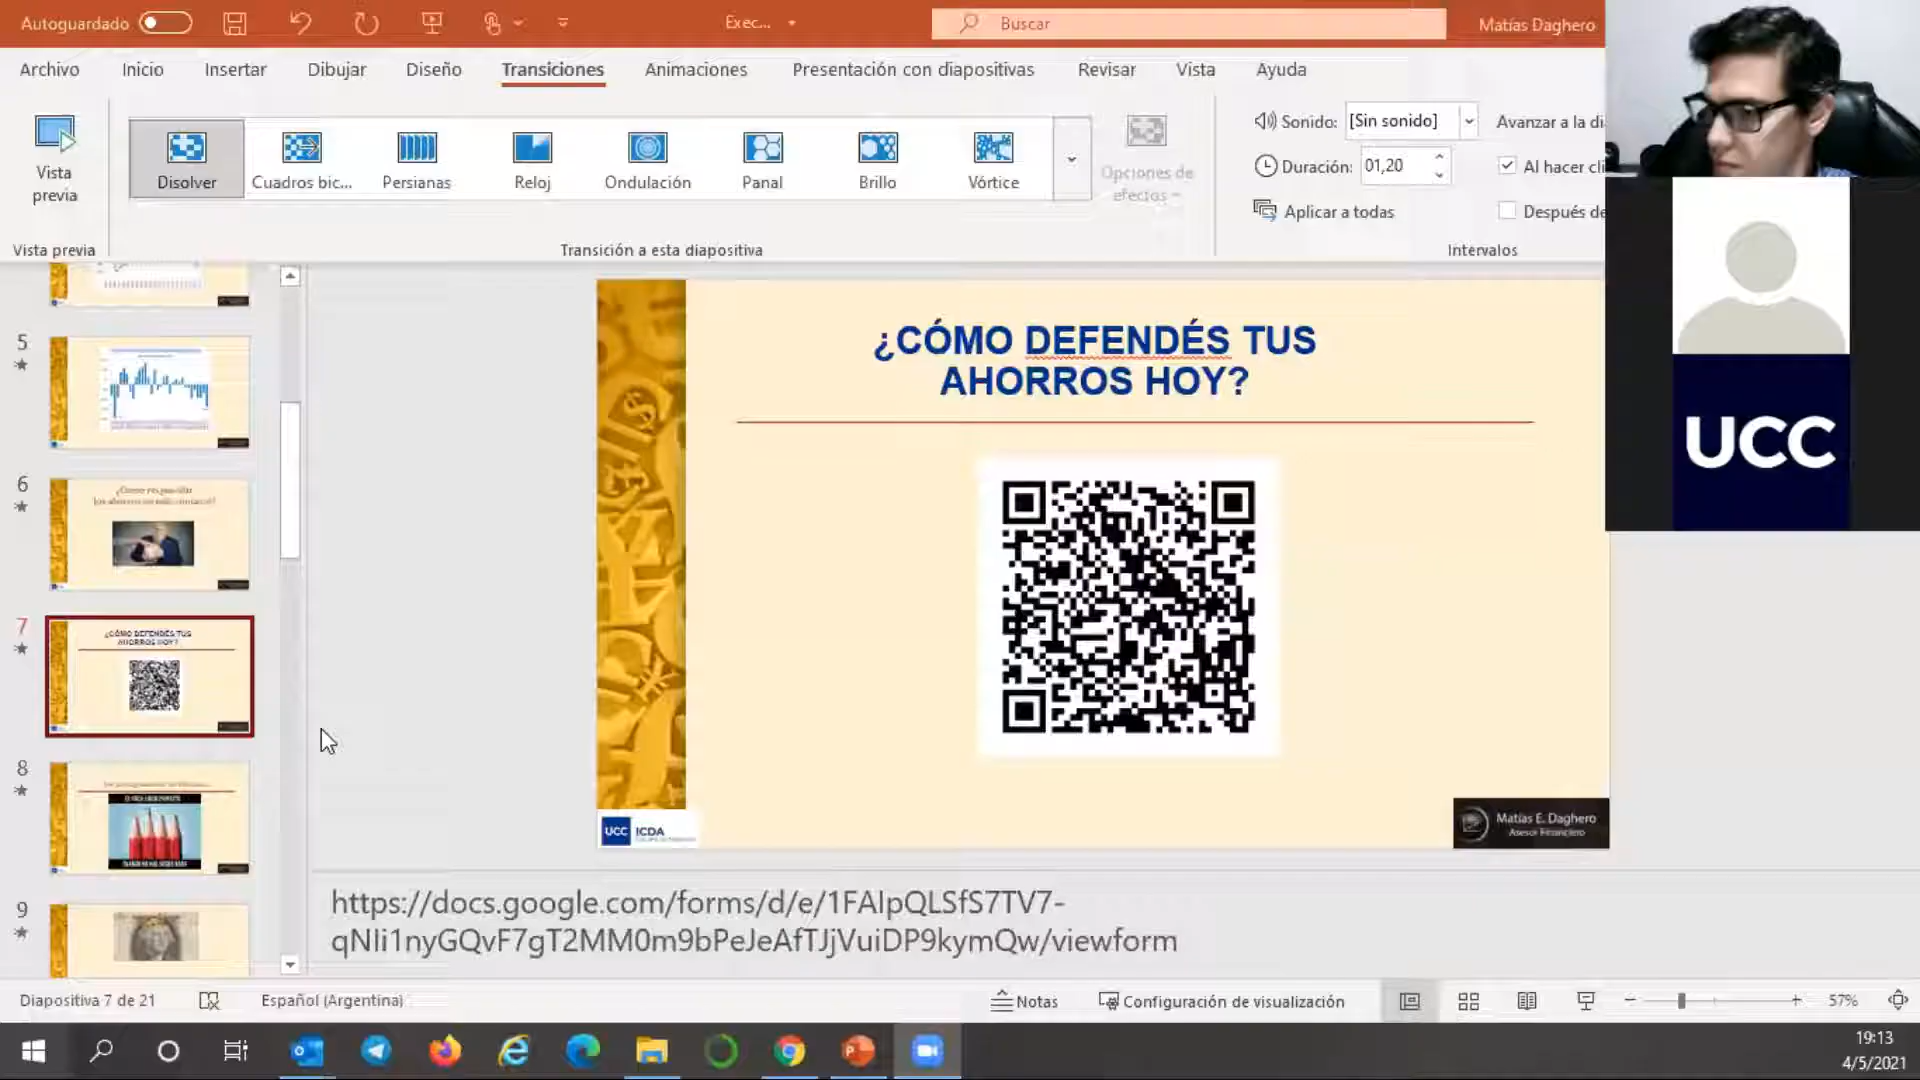 Autoguardado
Exec...
Buscar
Matías Daghero
Archivo
Inicio
Insertar
Dibujar
Diseño
Transiciones
Animaciones
Presentación con diapositivas
Revisar
Vista
Ayuda
Vista
previa
Disolver
Cuadros bic...
Persianas
Reloj
Ondulación
Panal
Brillo
Vórtice
Opciones de
efectos
Sonido:
[Sin sonido]
Avanzar a la di
Duración:
01,20
Al hacer cli
Aplicar a todas
Después de
Vista previa
Transición a esta diapositiva
Intervalos
5
6
7
¿CÓMO DEFENDÉS TUS
AHORROS HOY?
8
9
¿CÓMO DEFENDÉS TUS
AHORROS HOY?
UCC
ICDA
Matías E. Daghero
Asesor Financiero
UCC
https://docs.google.com/forms/d/e/1FAIpQLSfS7TV7-
qNIi1nyGQvF7gT2MM0m9bPeJeAfTJjVuiDP9kymQw/viewform
Diapositiva 7 de 21
Español (Argentina)
Notas
Configuración de visualización
57%
19:13
4/5/2021